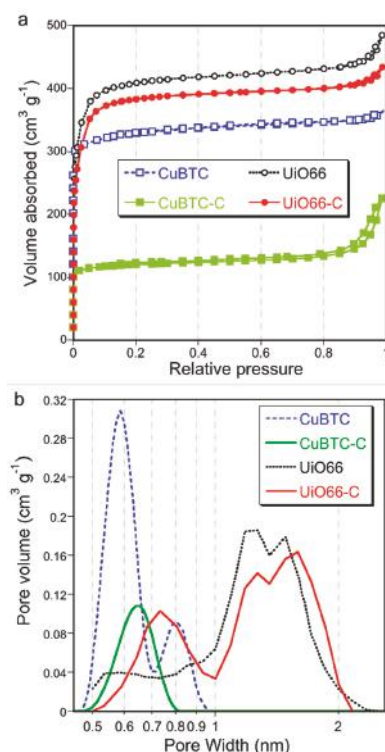 a
500
400
300
200
100
0
Volume absorbed (cm³ g⁻¹)
CuBTC
UiO66
CuBTC-C
UiO66-C
0 0.2 0.4 0.6 0.8 1
Relative pressure
b
0.32
0.28
0.24
0.2
0.16
0.12
0.08
0.04
0
Pore volume (cm³ g⁻¹)
CuBTC
CuBTC-C
UiO66
UiO66-C
0.5 0.6 0.7 0.8 0.9 1 2
Pore Width (nm)